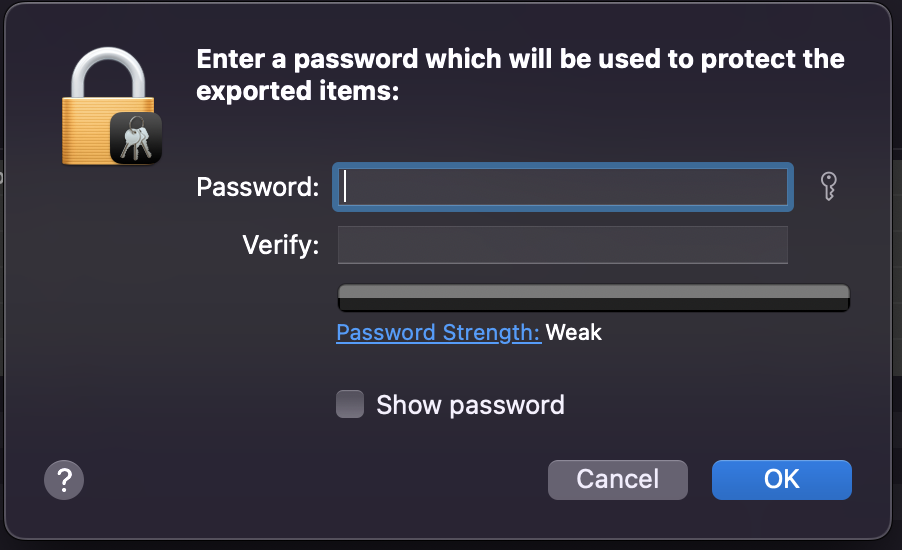 Enter a password which will be used to protect the
exported items:
Password:
Verify:
Password Strength: Weak
Show password
?
Cancel
OK